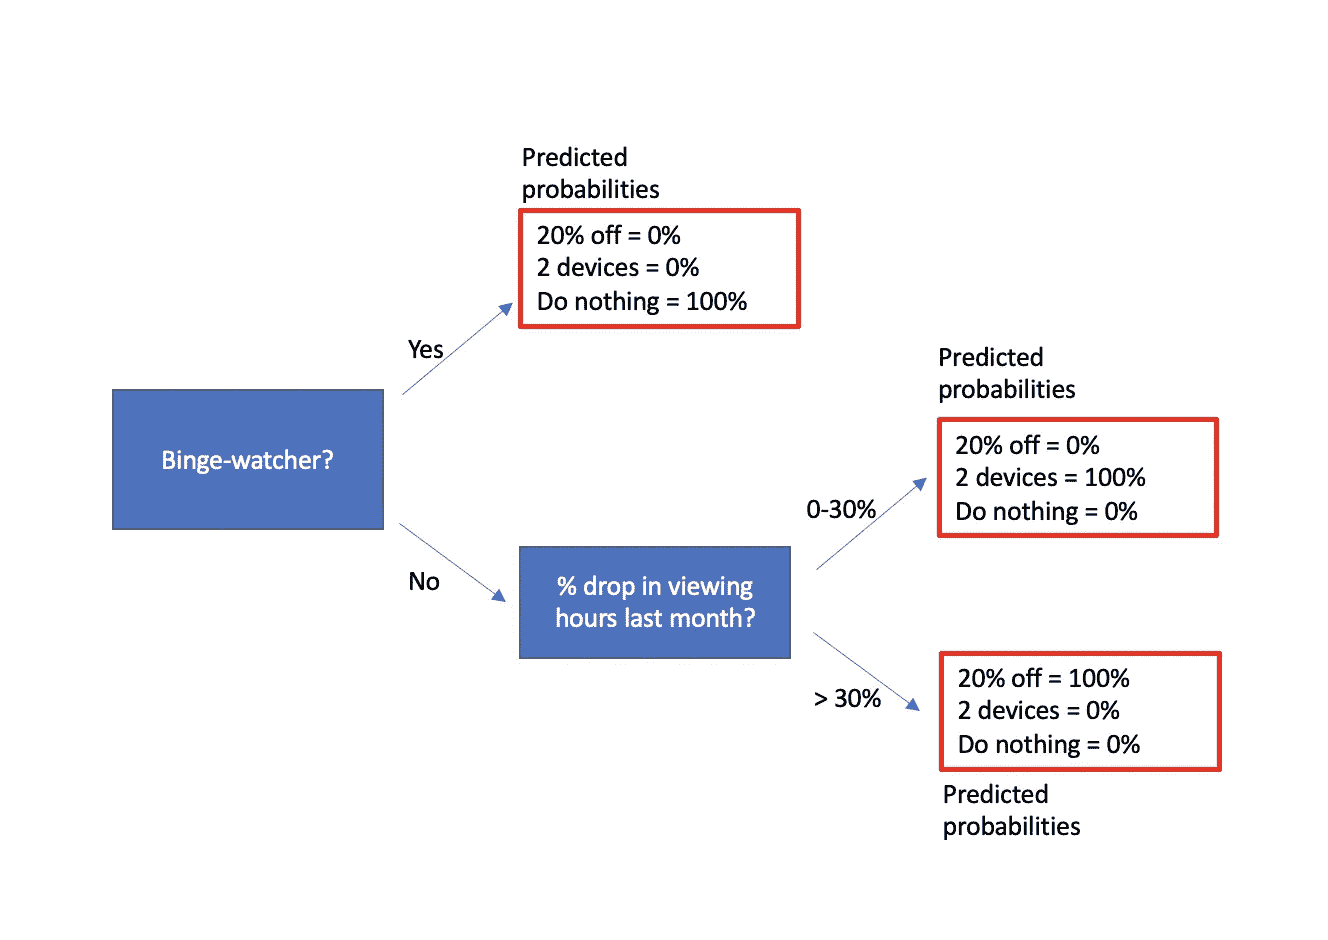 Predicted
probabilities
20% off = 0%
2 devices = 0%
Do nothing = 100%
Yes
Binge-watcher?
No
% drop in viewing
hours last month?
0-30%
Predicted
probabilities
20% off = 0%
2 devices = 100%
Do nothing = 0%
> 30%
20% off = 100%
2 devices = 0%
Do nothing = 0%
Predicted
probabilities